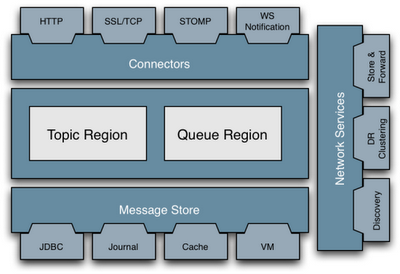 HTTP
SSL/TCP
STOMP
WS
Notification
Connectors
Topic Region
Queue Region
Message Store
JDBC
Journal
Cache
VM
Network Services
Store &
Forward
DR
Clustering
Discovery